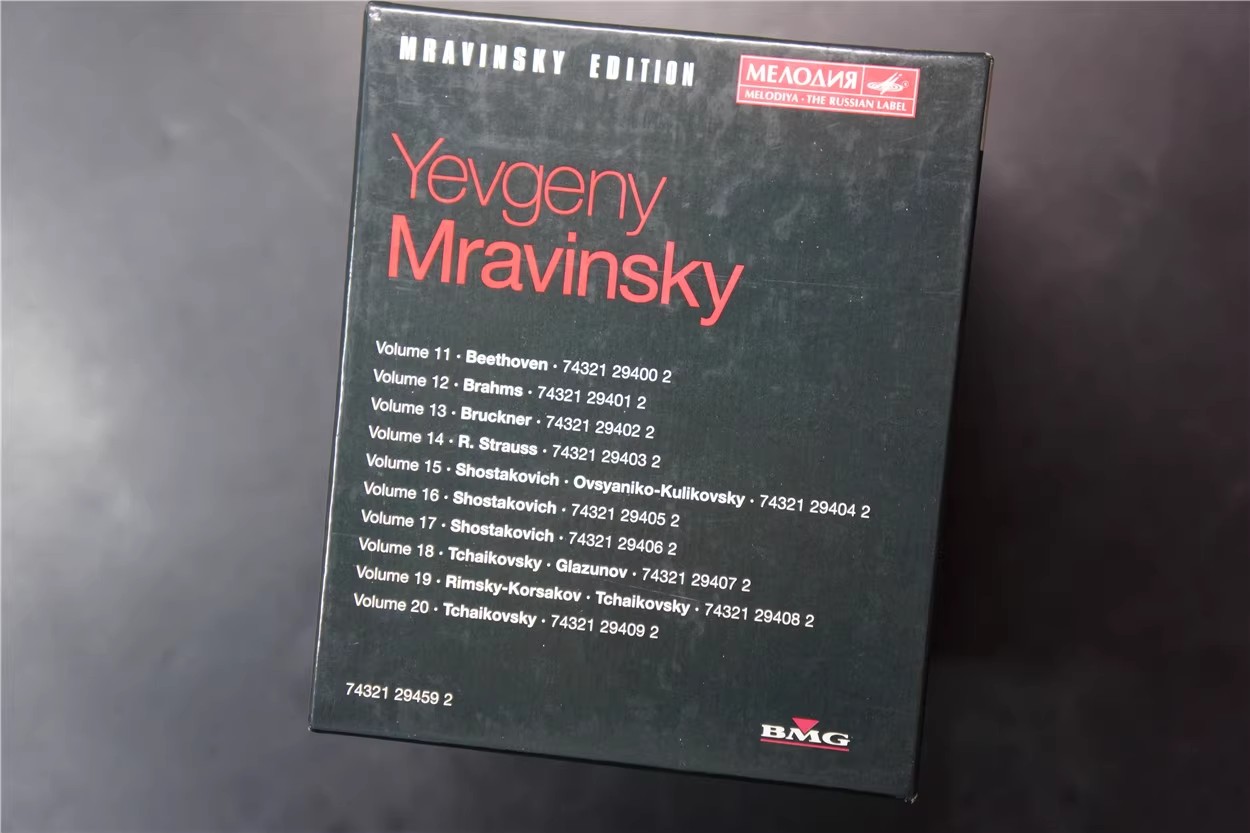 MRAVINSKY EDITION
МЕЛОДИЯ
MELODIYA · THE RUSSIAN LABEL
Yevgeny
Mravinsky
Volume 11 · Beethoven · 74321 29400 2
Volume 12 · Brahms · 74321 29401 2
Volume 13 · Bruckner · 74321 29402 2
Volume 14 · R. Strauss · 74321 29403 2
Volume 15 · Shostakovich · Ovsyaniko-Kulikovsky · 74321 29404 2
Volume 16 · Shostakovich · 74321 29405 2
Volume 17 · Shostakovich · 74321 29406 2
Volume 18 · Tchaikovsky · Glazunov · 74321 29407 2
Volume 19 · Rimsky-Korsakov · Tchaikovsky · 74321 29408 2
Volume 20 · Tchaikovsky · 74321 29409 2
74321 29459 2
BMG